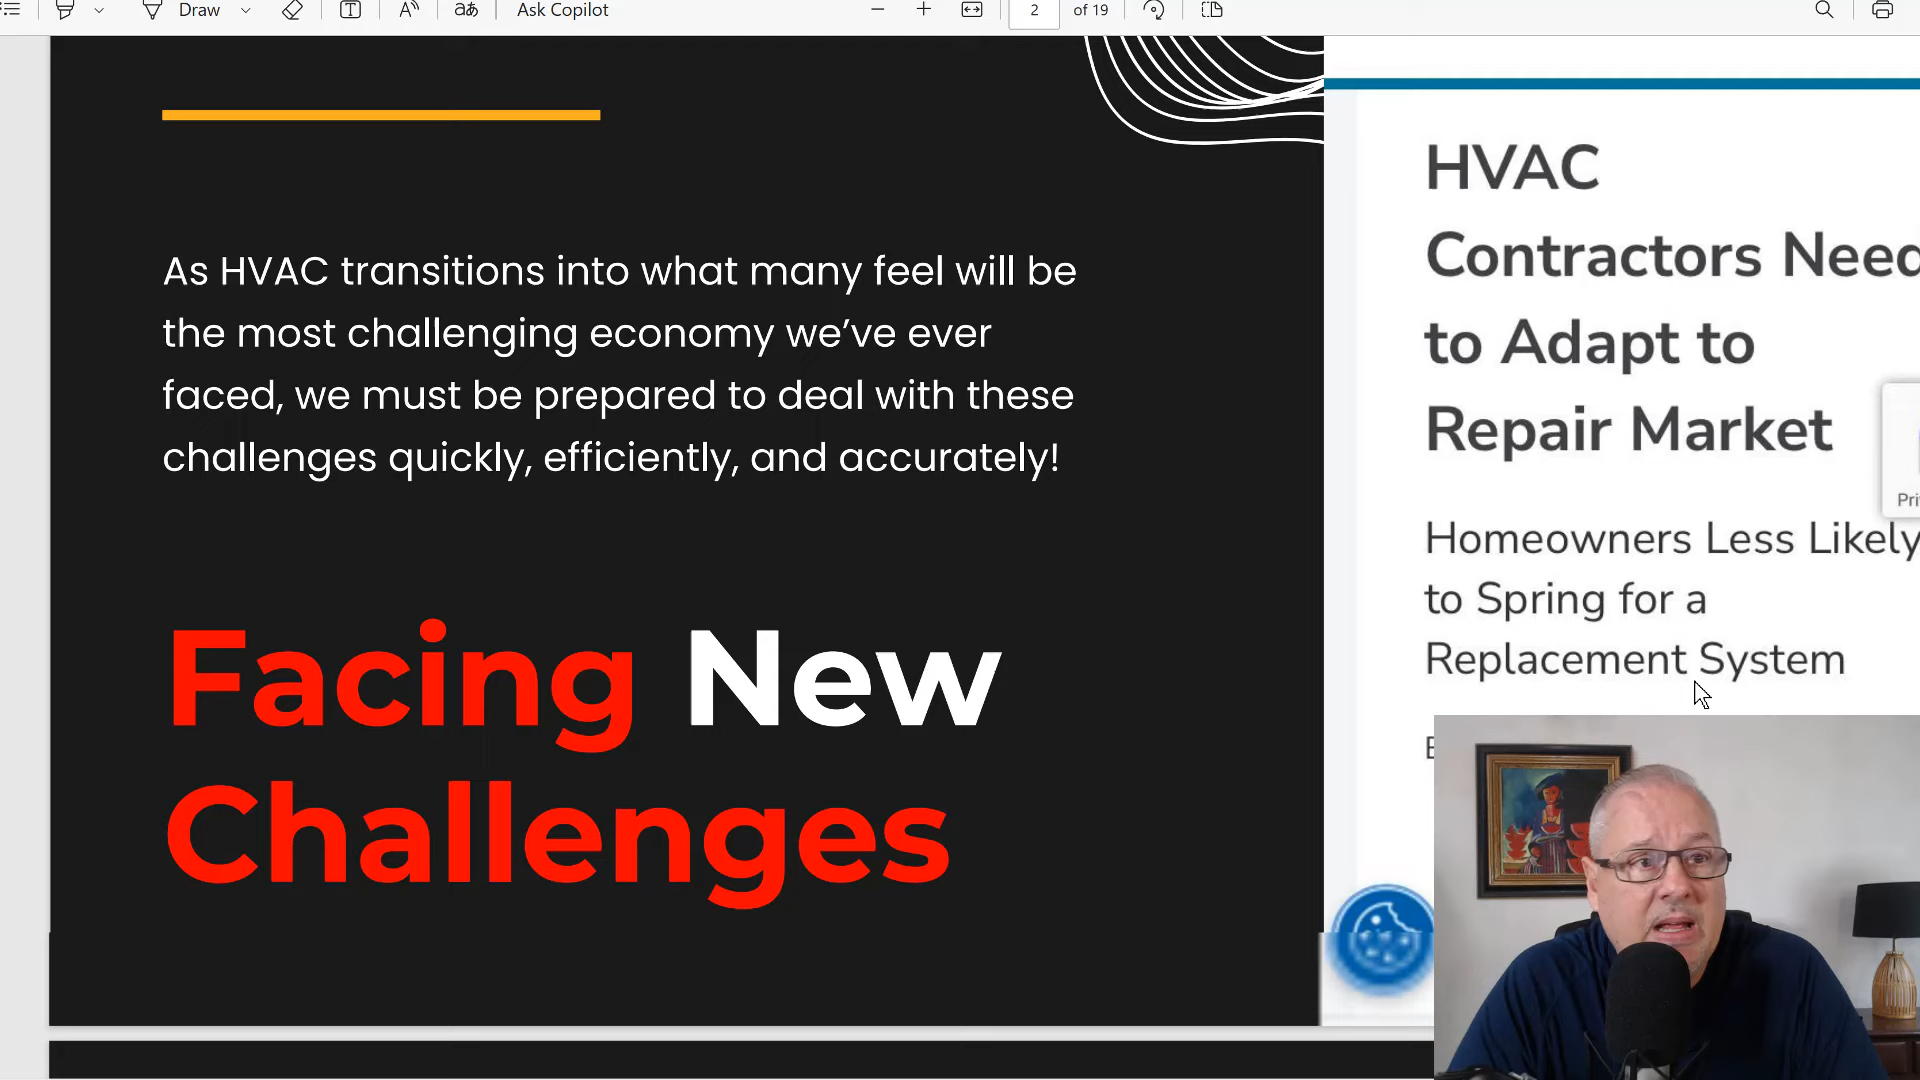 Draw
Ask Copilot
2 of 19
As HVAC transitions into what many feel will be
the most challenging economy we’ve ever
faced, we must be prepared to deal with these
challenges quickly, efficiently, and accurately!
Facing New
Challenges
HVAC
Contractors Need
to Adapt to
Repair Market
Homeowners Less Likely
to Spring for a
Replacement System